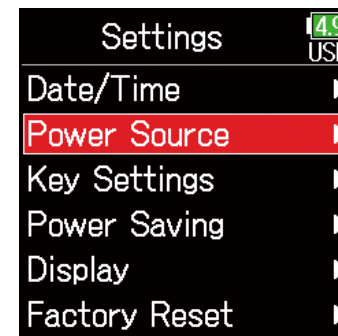 Settings
Date/Time
Power Source
Key Settings
Power Saving
Display
Factory Reset